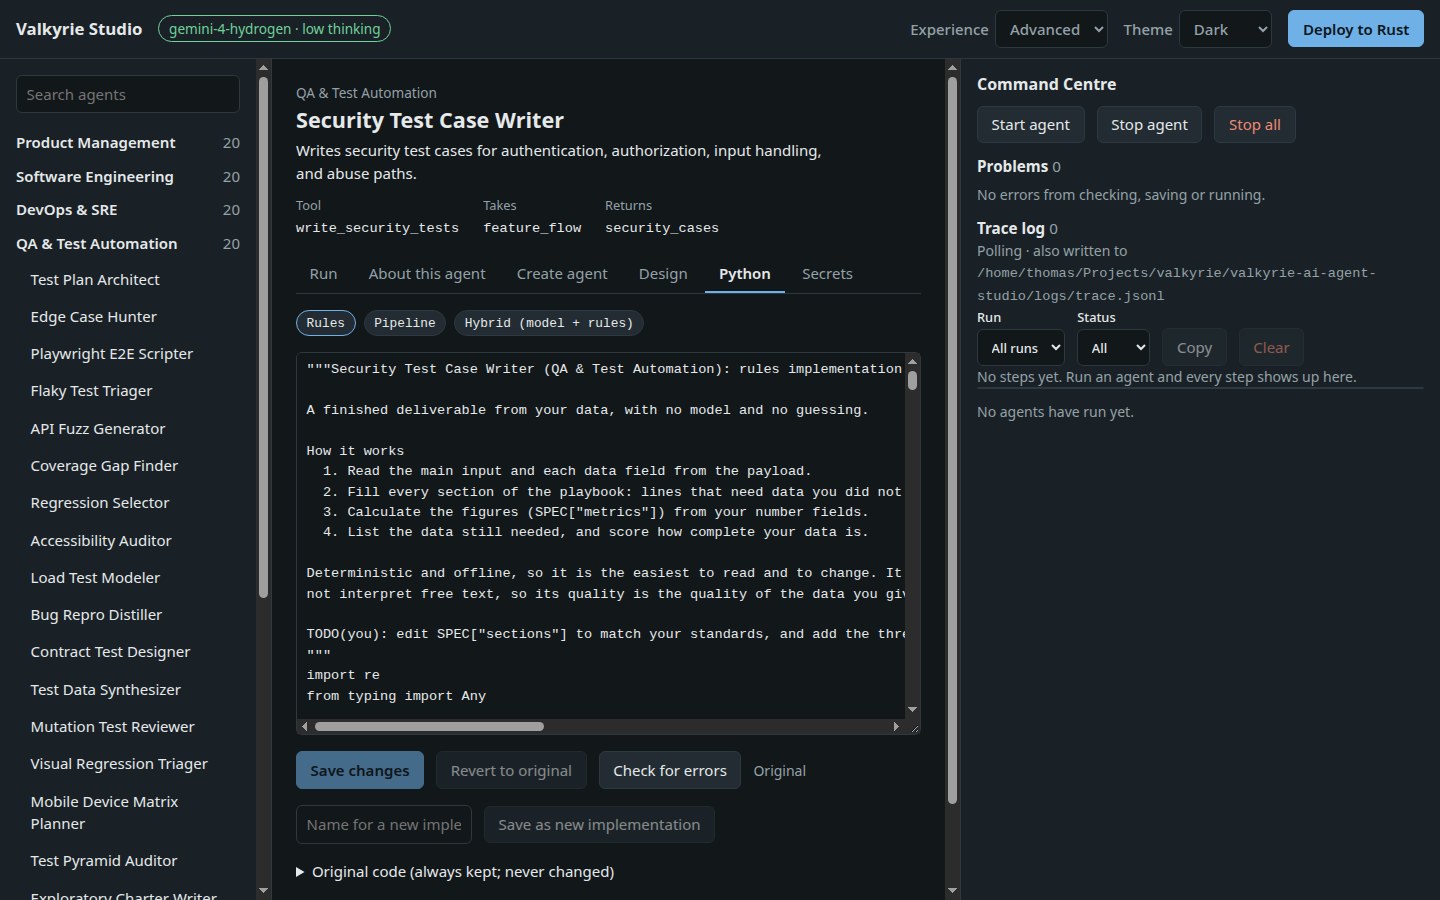 Valkyrie Studio
gemini-4-hydrogen · low thinking
Experience
Advanced
Theme
Dark
Deploy to Rust
Search agents
Product Management 20
Software Engineering 20
DevOps & SRE 20
QA & Test Automation 20
Test Plan Architect
Edge Case Hunter
Playwright E2E Scripter
Flaky Test Triager
API Fuzz Generator
Coverage Gap Finder
Regression Selector
Accessibility Auditor
Load Test Modeler
Bug Repro Distiller
Contract Test Designer
Test Data Synthesizer
Mutation Test Reviewer
Visual Regression Triager
Mobile Device Matrix
Planner
Test Pyramid Auditor
Exploratory Charter Writer
QA & Test Automation
Security Test Case Writer
Writes security test cases for authentication, authorization, input handling,
and abuse paths.
Tool Takes Returns
write_security_tests feature_flow security_cases
Run About this agent Create agent Design Python Secrets
Rules Pipeline Hybrid (model + rules)
"""Security Test Case Writer (QA & Test Automation): rules implementation
A finished deliverable from your data, with no model and no guessing.
How it works
1. Read the main input and each data field from the payload.
2. Fill every section of the playbook: lines that need data you did not
3. Calculate the figures (SPEC["metrics"]) from your number fields.
4. List the data still needed, and score how complete your data is.
Deterministic and offline, so it is the easiest to read and to change. It
not interpret free text, so its quality is the quality of the data you giv
TODO(you): edit SPEC["sections"] to match your standards, and add the thre
"""
import re
from typing import Any
Save changes Revert to original Check for errors Original
Name for a new imple Save as new implementation
Original code (always kept; never changed)
Command Centre
Start agent Stop agent Stop all
Problems 0
No errors from checking, saving or running.
Trace log 0
Polling · also written to
/home/thomas/Projects/valkyrie/valkyrie-ai-agent-
studio/logs/trace.jsonl
Run Status
All runs All Copy Clear
No steps yet. Run an agent and every step shows up here.
No agents have run yet.